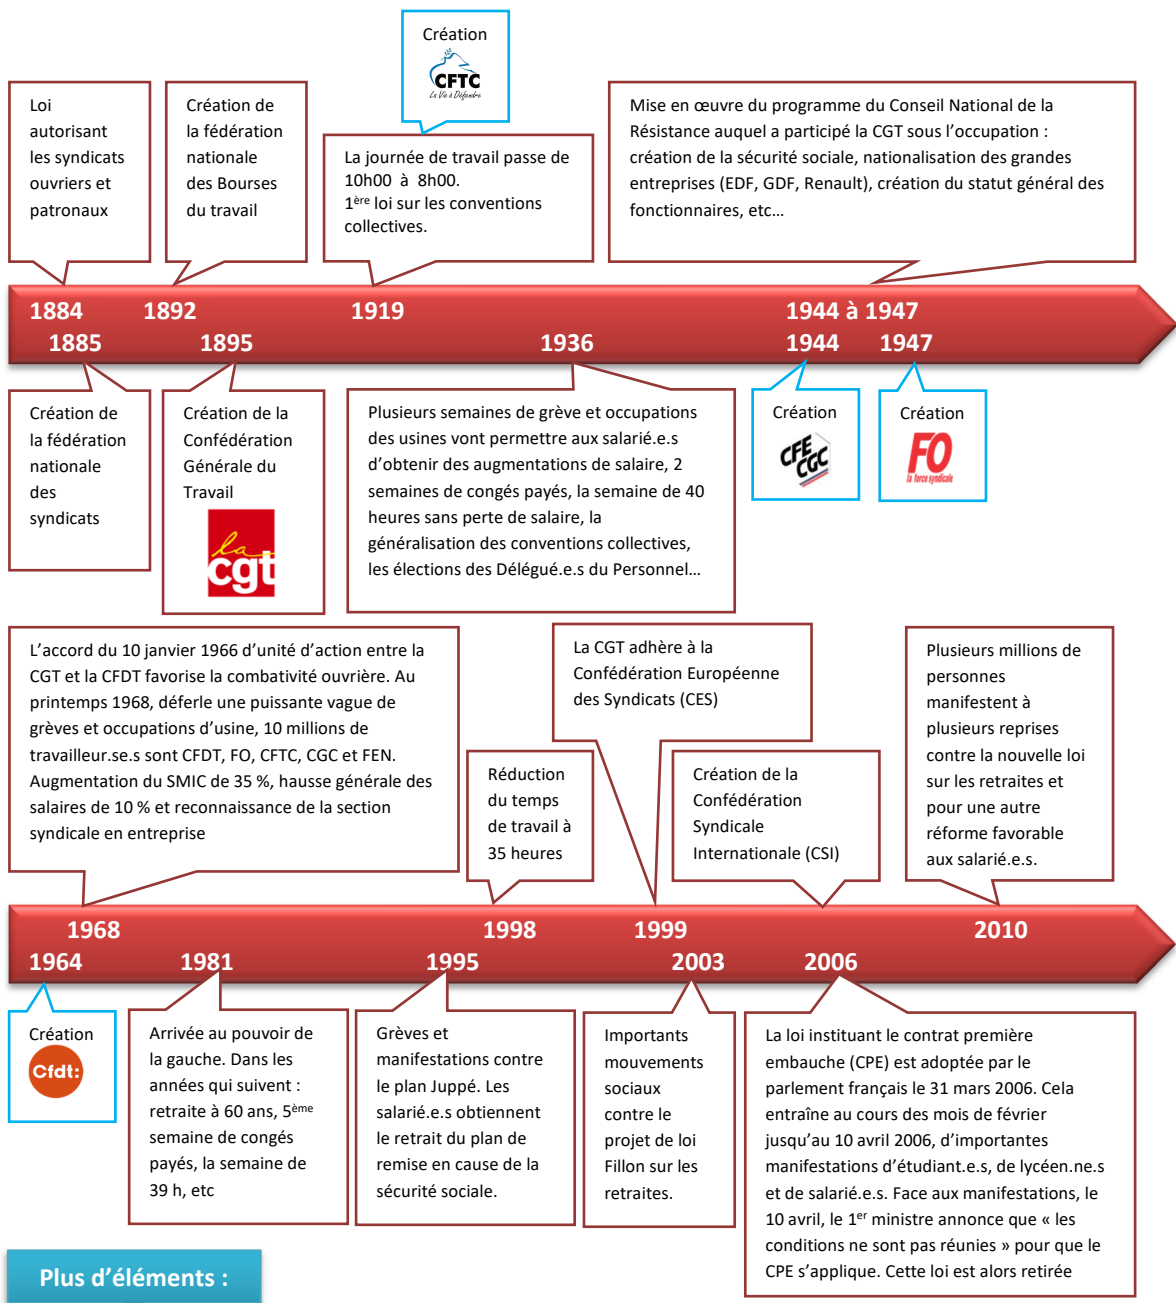 Création
CFTC
La Vie à Défendre
Loi
autorisant
les syndicats
ouvriers et
patronaux
Création de
la fédération
nationale
des Bourses
du travail
La journée de travail passe de
10h00 à 8h00.
1ère loi sur les conventions
collectives.
Mise en œuvre du programme du Conseil National de la
Résistance auquel a participé la CGT sous l’occupation :
création de la sécurité sociale, nationalisation des grandes
entreprises (EDF, GDF, Renault), création du statut général des
fonctionnaires, etc…
1884 1892 1919 1944 à 1947
1885 1895 1936 1944 1947
Création de
la fédération
nationale
des
syndicats
Création de la
Confédération
Générale du
Travail
la
cgt
Plusieurs semaines de grève et occupations
des usines vont permettre aux salarié.e.s
d’obtenir des augmentations de salaire, 2
semaines de congés payés, la semaine de 40
heures sans perte de salaire, la
généralisation des conventions collectives,
les élections des Délégué.e.s du Personnel…
Création
CFE
CGC
Création
FO
la force syndicale
L’accord du 10 janvier 1966 d’unité d’action entre la
CGT et la CFDT favorise la combativité ouvrière. Au
printemps 1968, déferle une puissante vague de
grèves et occupations d’usine, 10 millions de
travailleur.se.s sont CFDT, FO, CFTC, CGC et FEN.
Augmentation du SMIC de 35 %, hausse générale des
salaires de 10 % et reconnaissance de la section
syndicale en entreprise
Réduction
du temps
de travail à
35 heures
La CGT adhère à la
Confédération Européenne
des Syndicats (CES)
Création de la
Confédération
Syndicale
Internationale (CSI)
Plusieurs millions de
personnes
manifestent à
plusieurs reprises
contre la nouvelle loi
sur les retraites et
pour une autre
réforme favorable
aux salarié.e.s.
1968 1998 1999 2010
1964 1981 1995 2003 2006
Création
Cfdt:
Arrivée au pouvoir de
la gauche. Dans les
années qui suivent :
retraite à 60 ans, 5ème
semaine de congés
payés, la semaine de
39 h, etc
Grèves et
manifestations contre
le plan Juppé. Les
salarié.e.s obtiennent
le retrait du plan de
remise en cause de la
sécurité sociale.
Importants
mouvements
sociaux
contre le
projet de loi
Fillon sur les
retraites.
La loi instituant le contrat première
embauche (CPE) est adoptée par le
parlement français le 31 mars 2006. Cela
entraîne au cours des mois de février
jusqu’au 10 avril 2006, d’importantes
manifestations d’étudiant.e.s, de lycéen.ne.s
et de salarié.e.s. Face aux manifestations, le
10 avril, le 1er ministre annonce que « les
conditions ne sont pas réunies » pour que le
CPE s’applique. Cette loi est alors retirée
Plus d’éléments :